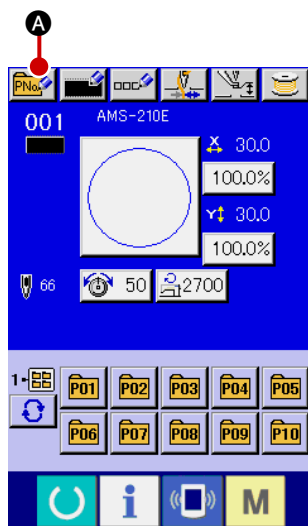 A
PNo.
001 AMS-210E
X 30.0
100.0%
Y 30.0
100.0%
66 50 2700
1-
P01 P02 P03 P04 P05
P06 P07 P08 P09 P10
i M